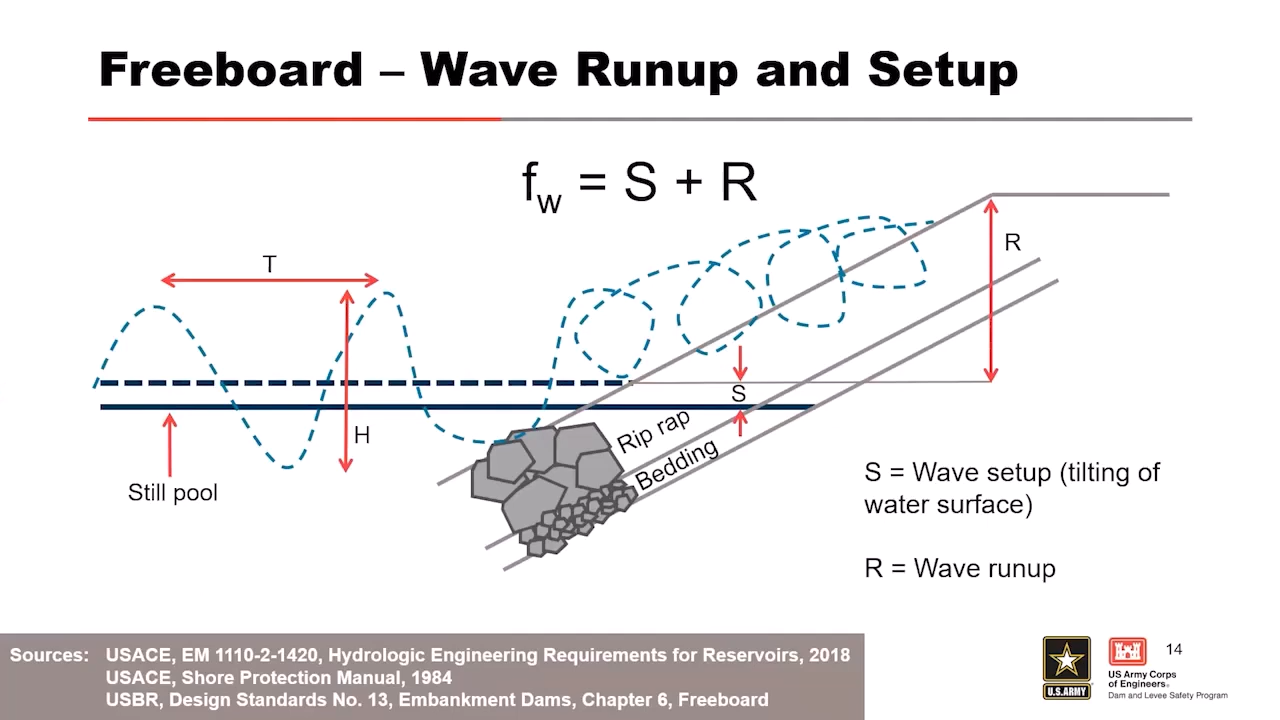 Freeboard – Wave Runup and Setup
fw = S + R
T
R
S
H
Rip rap
Bedding
Still pool
S = Wave setup (tilting of
water surface)
R = Wave runup
Sources: USACE, EM 1110-2-1420, Hydrologic Engineering Requirements for Reservoirs, 2018
USACE, Shore Protection Manual, 1984
USBR, Design Standards No. 13, Embankment Dams, Chapter 6, Freeboard
U.S.ARMY
US Army Corps
of Engineers®
Dam and Levee Safety Program
14